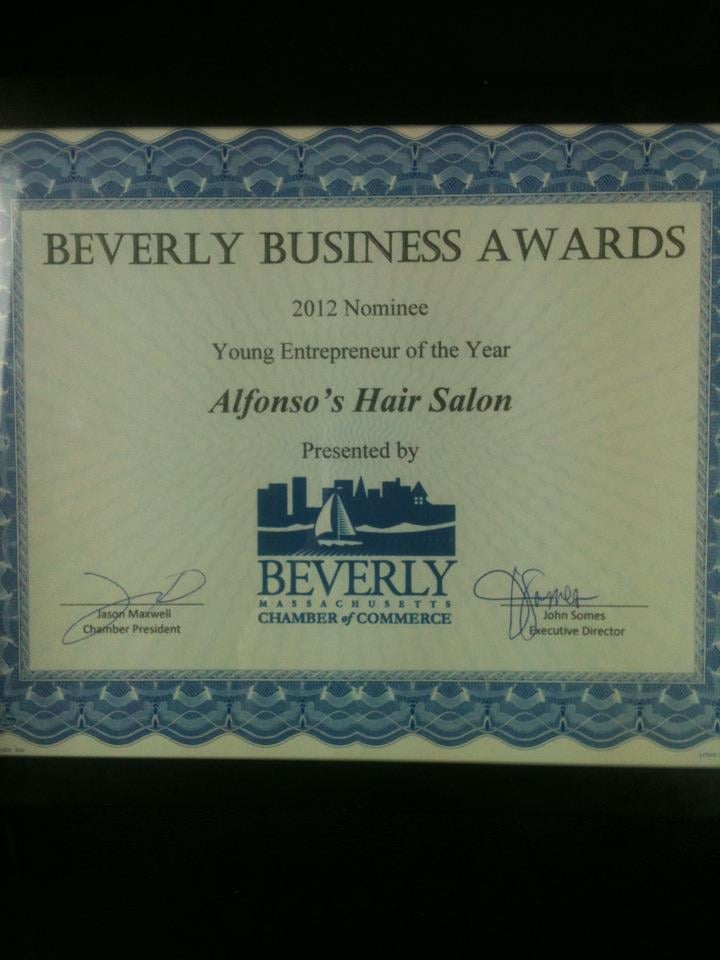 BEVERLY BUSINESS AWARDS
2012 Nominee
Young Entrepreneur of the Year
Alfonso's Hair Salon
Presented by
BEVERLY
MASSACHUSETTS
CHAMBER of COMMERCE
Jason Maxwell
Chamber President
John Somes
Executive Director